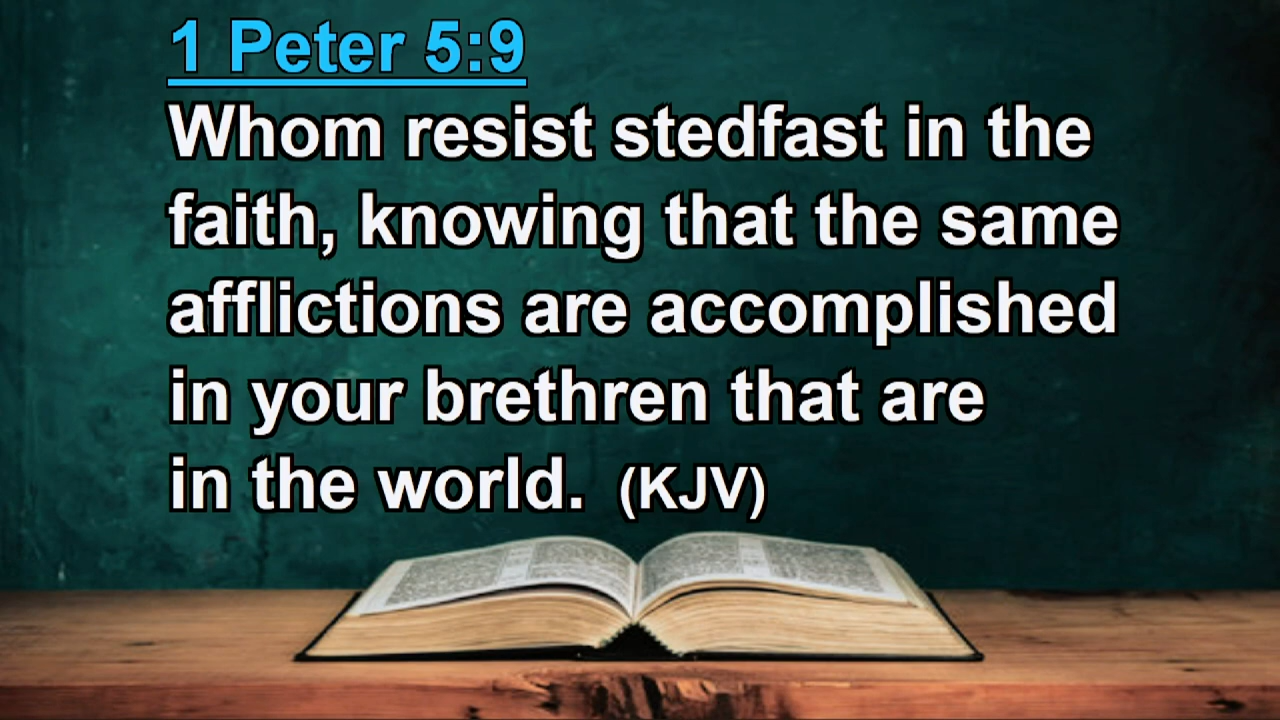 1 Peter 5:9
Whom resist stedfast in the
faith, knowing that the same
afflictions are accomplished
in your brethren that are
in the world. (KJV)